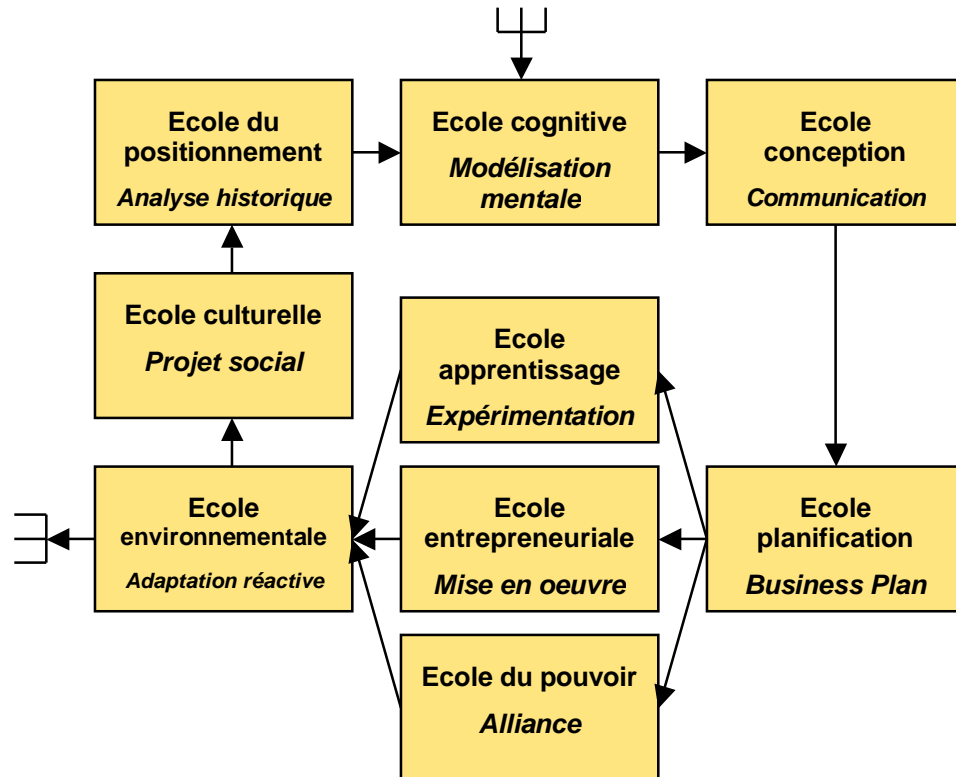 Ecole du
positionnement
Analyse historique
Ecole cognitive
Modélisation
mentale
Ecole
conception
Communication
Ecole culturelle
Projet social
Ecole
apprentissage
Expérimentation
Ecole
environnementale
Adaptation réactive
Ecole
entrepreneuriale
Mise en oeuvre
Ecole
planification
Business Plan
Ecole du pouvoir
Alliance